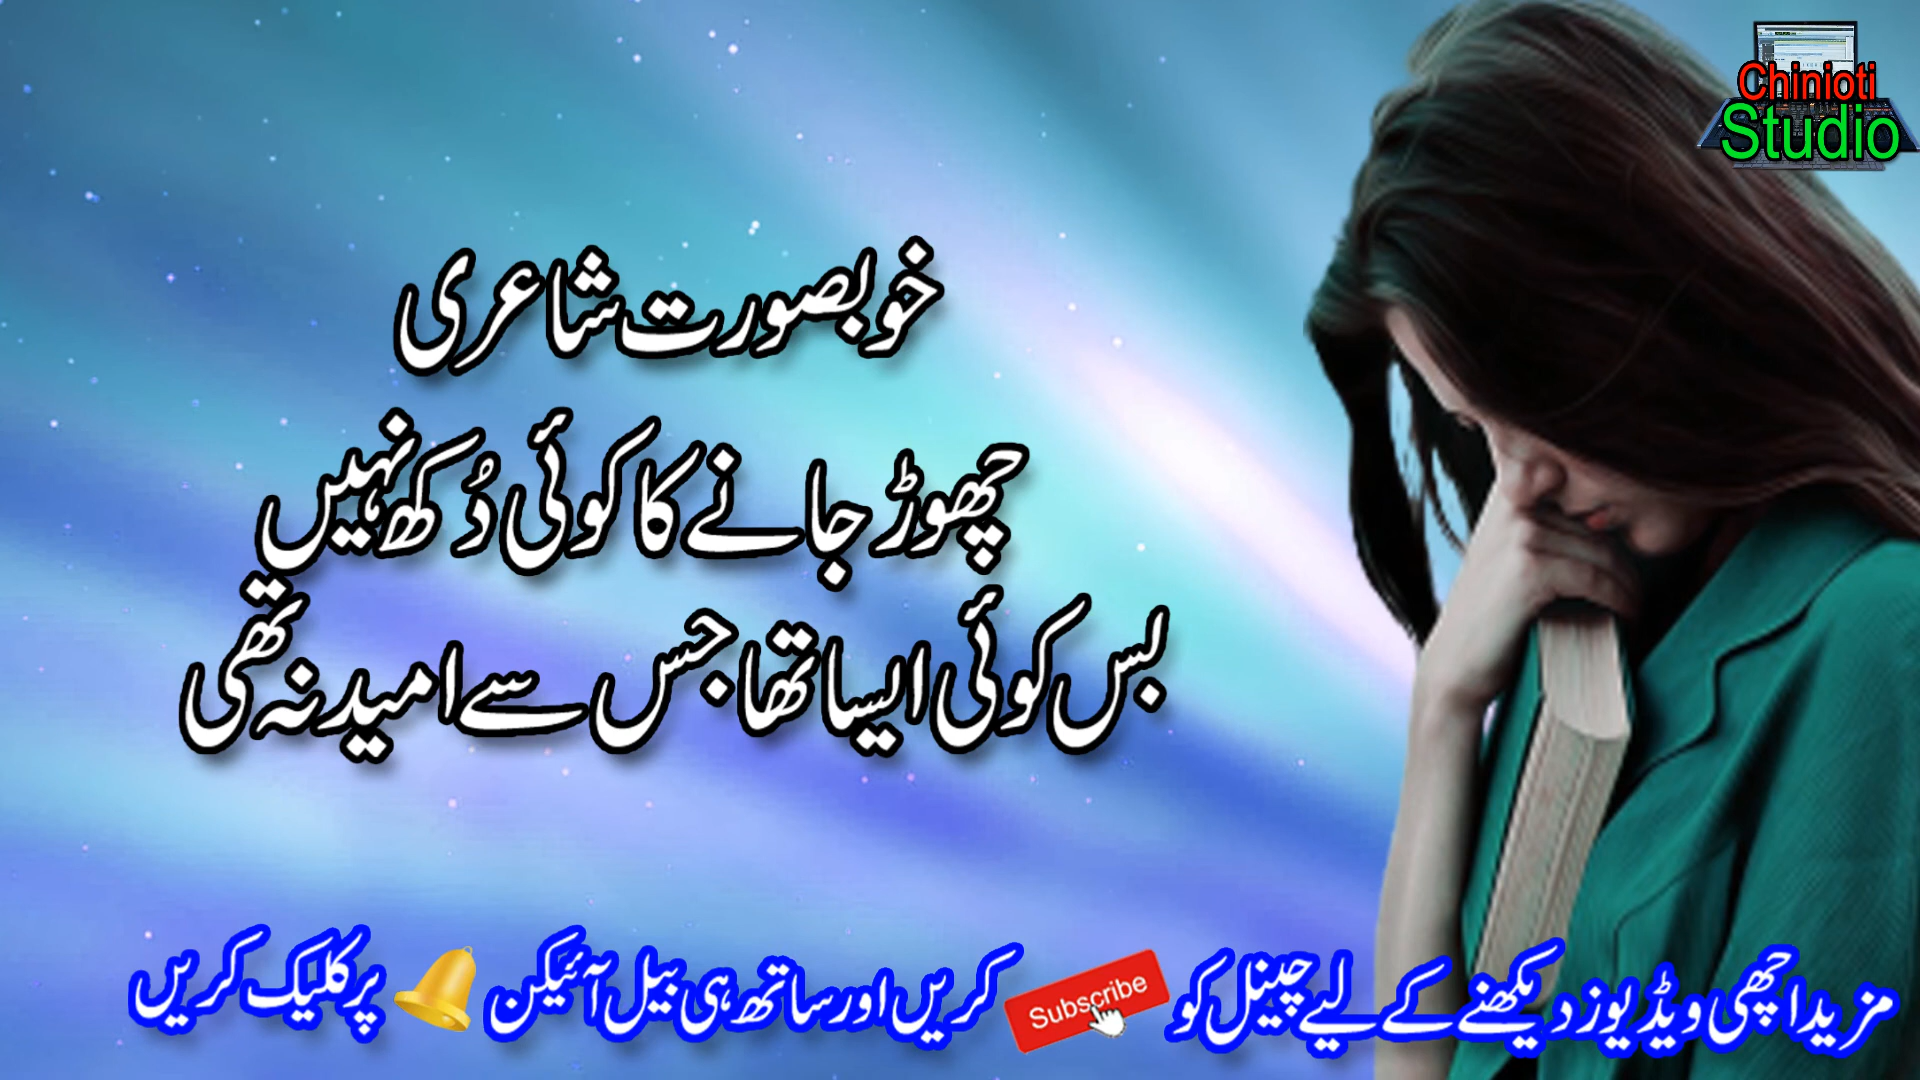 Chinioti
Studio
خوبصورت شاعری
چھوڑ جانے کا کوئی دُکھ نہیں
بس کوئی ایسا تھا جس سے امید نہ تھی
مزید اچھی ویڈیوز دیکھنے کے لیے چینل کو Subscribe کریں اور ساتھ ہی بیل آئیکن پر کلیک کریں